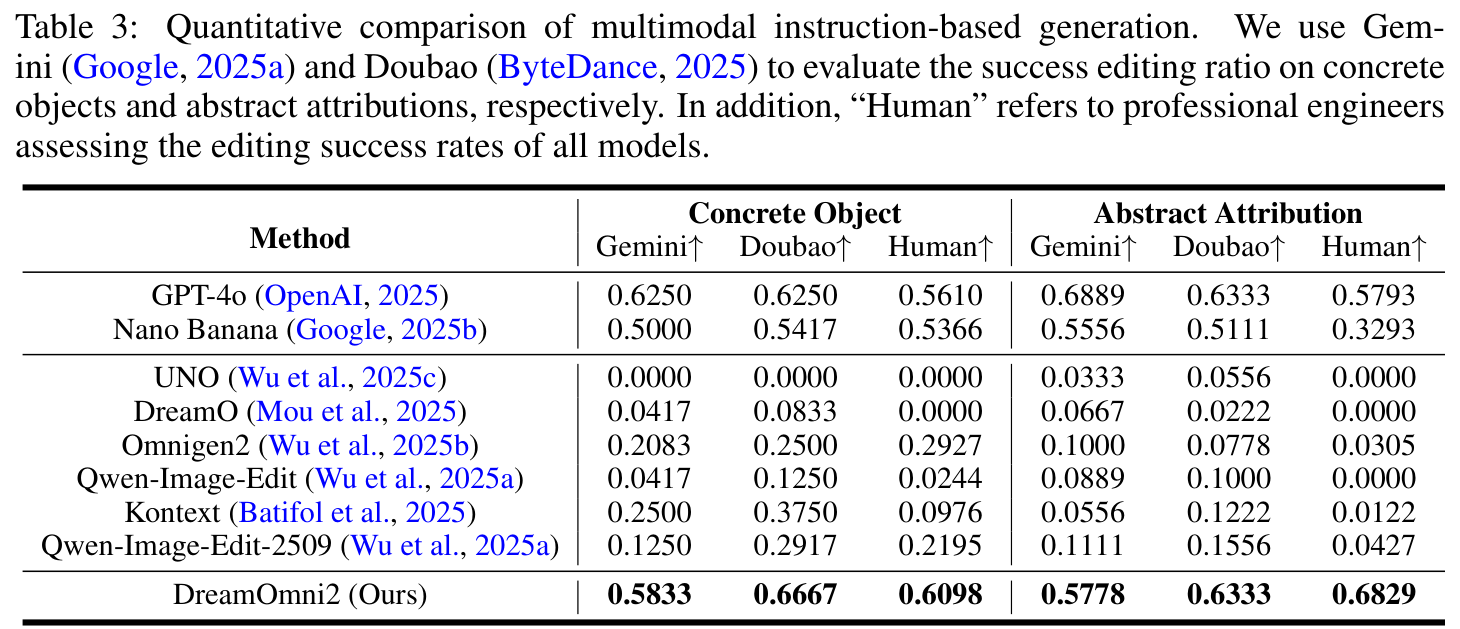 Table 3: Quantitative comparison of multimodal instruction-based generation. We use Gem-
ini (Google, 2025a) and Doubao (ByteDance, 2025) to evaluate the success editing ratio on concrete
objects and abstract attributions, respectively. In addition, “Human” refers to professional engineers
assessing the editing success rates of all models.
Method Concrete Object Abstract Attribution
Gemini↑ Doubao↑ Human↑ Gemini↑ Doubao↑ Human↑
GPT-4o (OpenAI, 2025) 0.6250 0.6250 0.5610 0.6889 0.6333 0.5793
Nano Banana (Google, 2025b) 0.5000 0.5417 0.5366 0.5556 0.5111 0.3293
UNO (Wu et al., 2025c) 0.0000 0.0000 0.0000 0.0333 0.0556 0.0000
DreamO (Mou et al., 2025) 0.0417 0.0833 0.0000 0.0667 0.0222 0.0000
Omnigen2 (Wu et al., 2025b) 0.2083 0.2500 0.2927 0.1000 0.0778 0.0305
Qwen-Image-Edit (Wu et al., 2025a) 0.0417 0.1250 0.0244 0.0889 0.1000 0.0000
Kontext (Batifol et al., 2025) 0.2500 0.3750 0.0976 0.0556 0.1222 0.0122
Qwen-Image-Edit-2509 (Wu et al., 2025a) 0.1250 0.2917 0.2195 0.1111 0.1556 0.0427
DreamOmni2 (Ours) 0.5833 0.6667 0.6098 0.5778 0.6333 0.6829